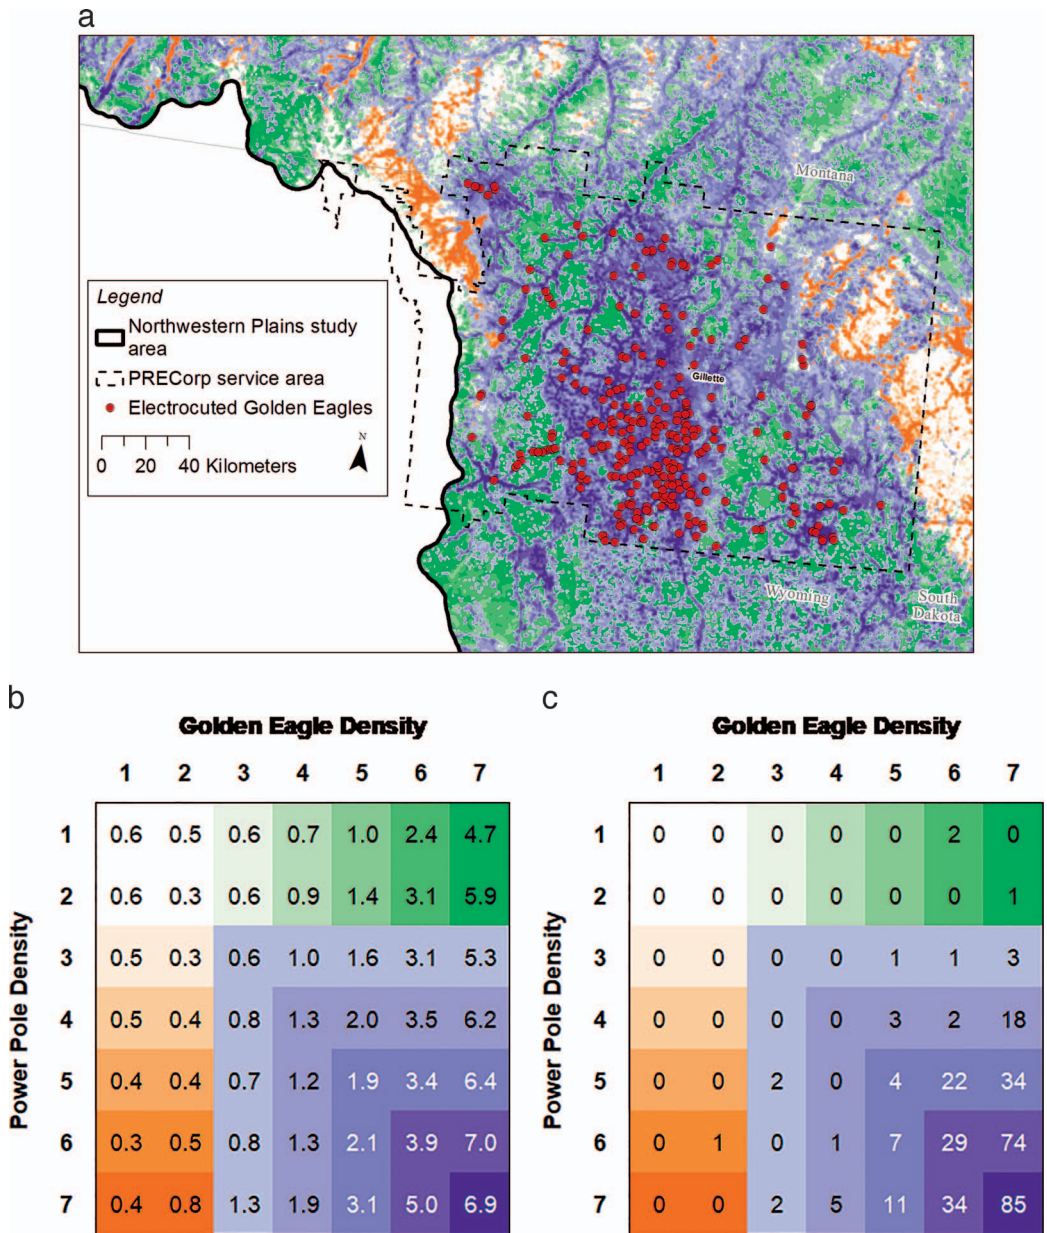 a
Montana
Legend
Northwestern Plains study
area
PRECorp service area
Electrocuted Golden Eagles
N
0 20 40 Kilometers
Gillette
Wyoming
South
Dakota
b
Golden Eagle Density
1 2 3 4 5 6 7
Power Pole Density
1 0.6 0.5 0.6 0.7 1.0 2.4 4.7
2 0.6 0.3 0.6 0.9 1.4 3.1 5.9
3 0.5 0.3 0.6 1.0 1.6 3.1 5.3
4 0.5 0.4 0.8 1.3 2.0 3.5 6.2
5 0.4 0.4 0.7 1.2 1.9 3.4 6.4
6 0.3 0.5 0.8 1.3 2.1 3.9 7.0
7 0.4 0.8 1.3 1.9 3.1 5.0 6.9
c
Golden Eagle Density
1 2 3 4 5 6 7
Power Pole Density
1 0 0 0 0 0 2 0
2 0 0 0 0 0 0 1
3 0 0 0 0 1 1 3
4 0 0 0 0 3 2 18
5 0 0 2 0 4 22 34
6 0 1 0 1 7 29 74
7 0 0 2 5 11 34 85